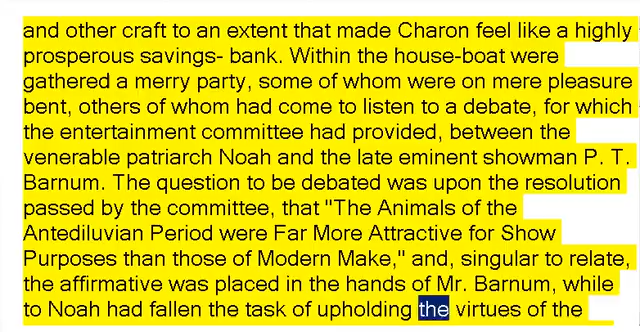 and other craft to an extent that made Charon feel like a highly
prosperous savings- bank. Within the house-boat were
gathered a merry party, some of whom were on mere pleasure
bent, others of whom had come to listen to a debate, for which
the entertainment committee had provided, between the
venerable patriarch Noah and the late eminent showman P. T.
Barnum. The question to be debated was upon the resolution
passed by the committee, that "The Animals of the
Antediluvian Period were Far More Attractive for Show
Purposes than those of Modern Make," and, singular to relate,
the affirmative was placed in the hands of Mr. Barnum, while
to Noah had fallen the task of upholding the virtues of the